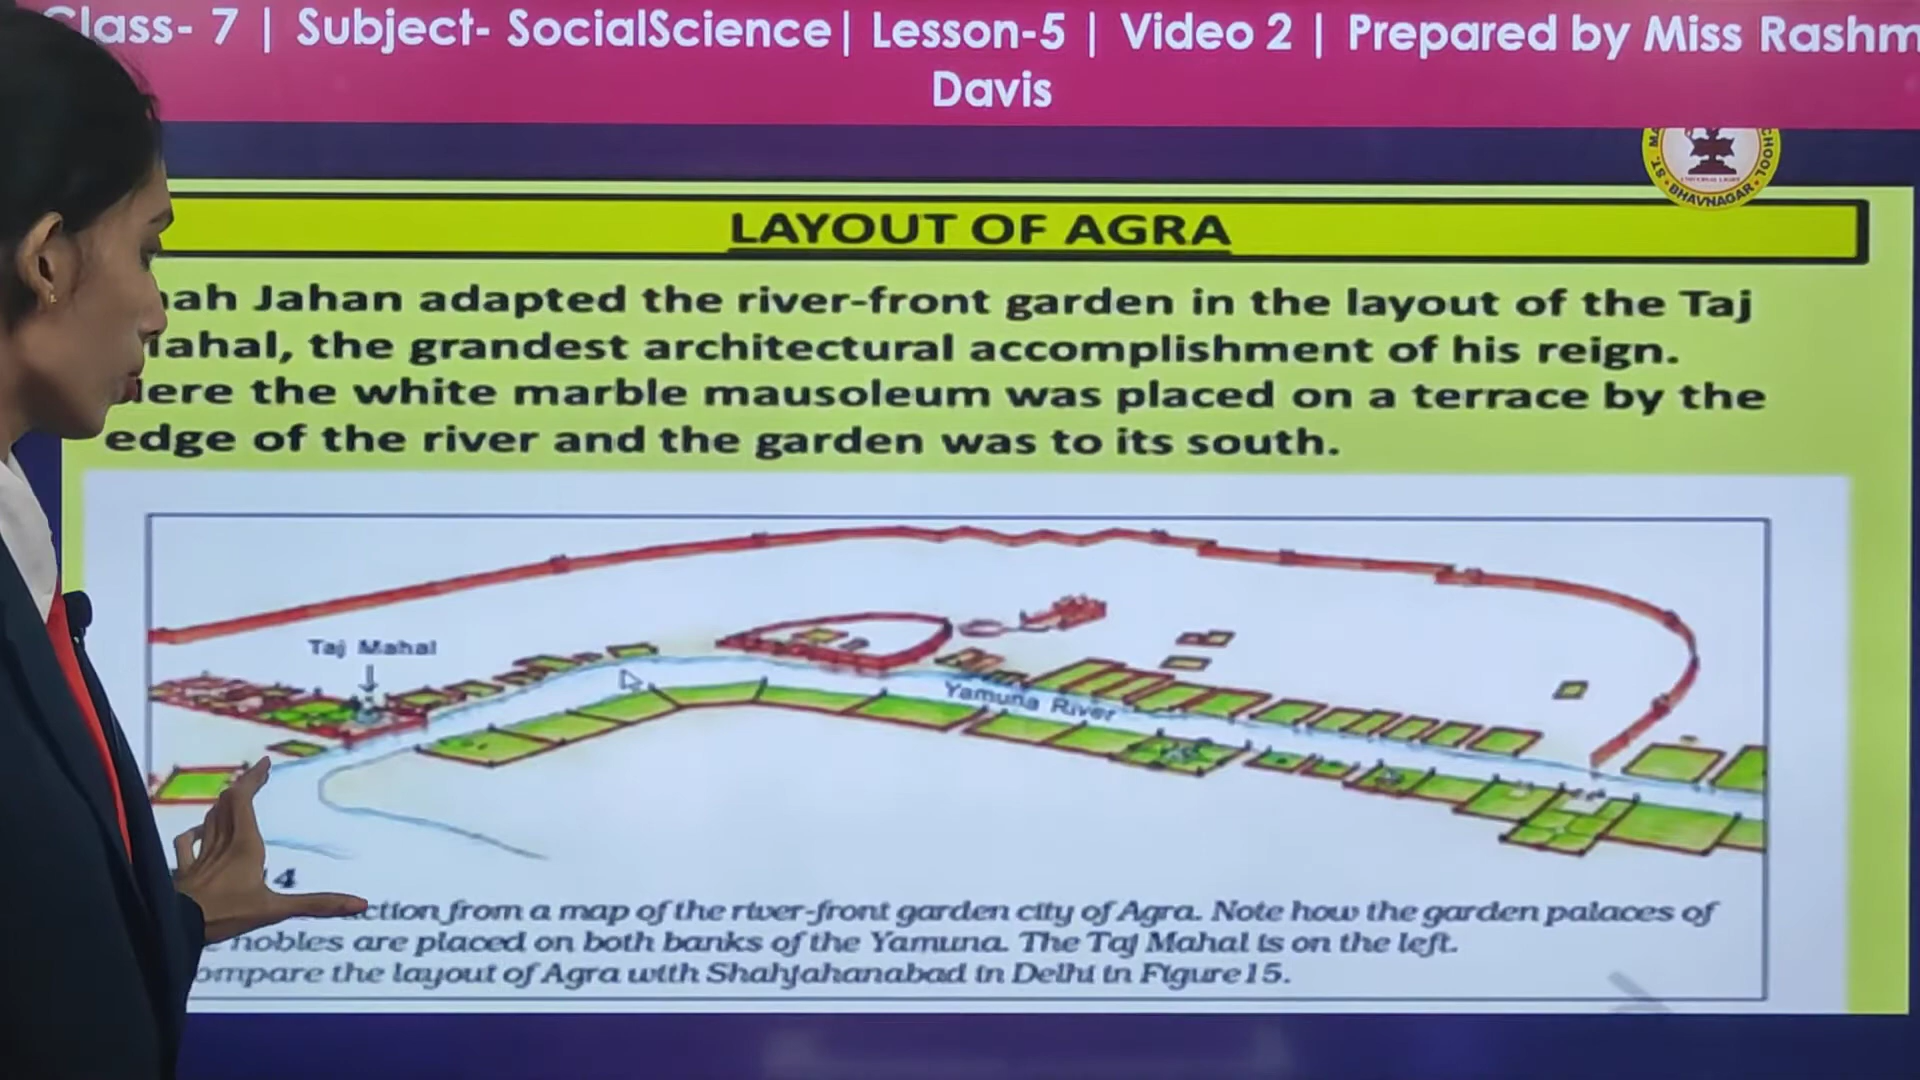 lass- 7 | Subject- SocialScience| Lesson-5 | Video 2 | Prepared by Miss Rashm
Davis
ST. MA
CHOOL
BHAVNAGAR
LAYOUT OF AGRA
ah Jahan adapted the river-front garden in the layout of the Taj
ahal, the grandest architectural accomplishment of his reign.
ere the white marble mausoleum was placed on a terrace by the
edge of the river and the garden was to its south.
Taj Mahal
Yamuna River
14
ction from a map of the river-front garden city of Agra. Note how the garden palaces of
nobles are placed on both banks of the Yamuna. The Taj Mahal is on the left.
ompare the layout of Agra with Shahjahanabad in Delhi in Figure15.